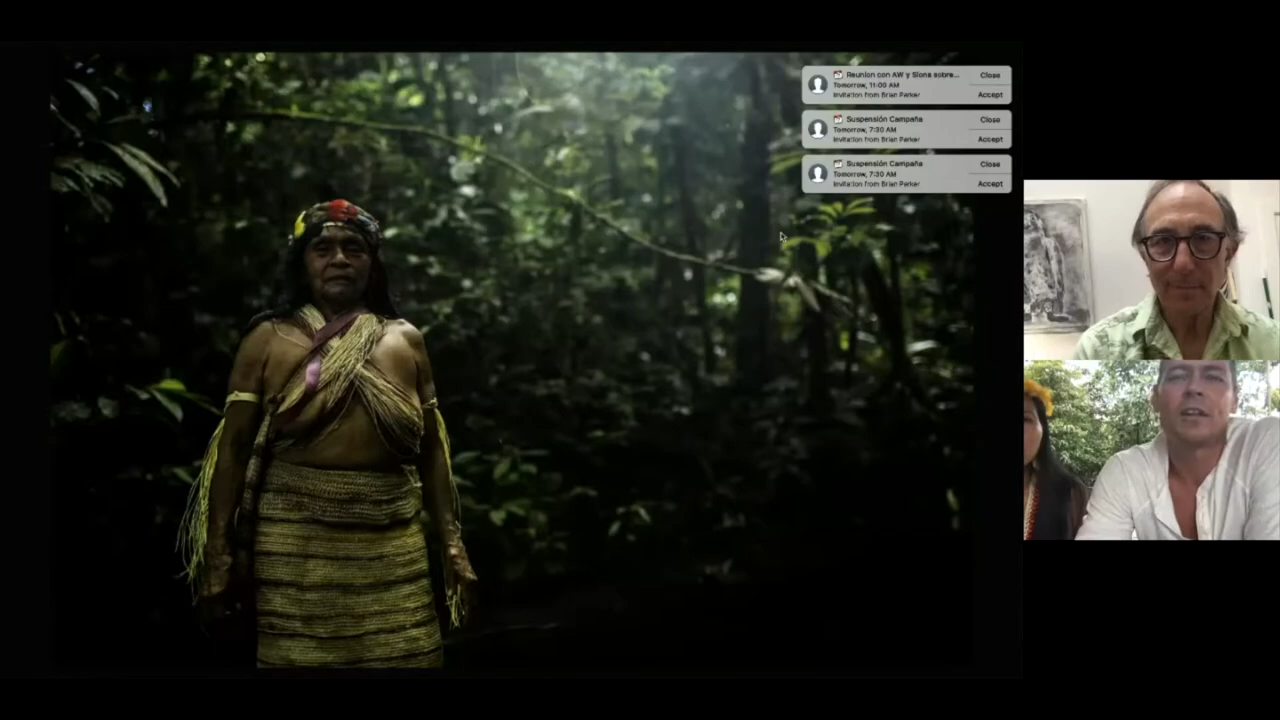 Reunion con AW y Siona sobre...
Close
Tomorrow, 11:00 AM
Invitation from Brian Parker
Accept
Suspensión Campaña
Close
Tomorrow, 7:30 AM
Invitation from Brian Parker
Accept
Suspensión Campaña
Close
Tomorrow, 7:30 AM
Invitation from Brian Parker
Accept